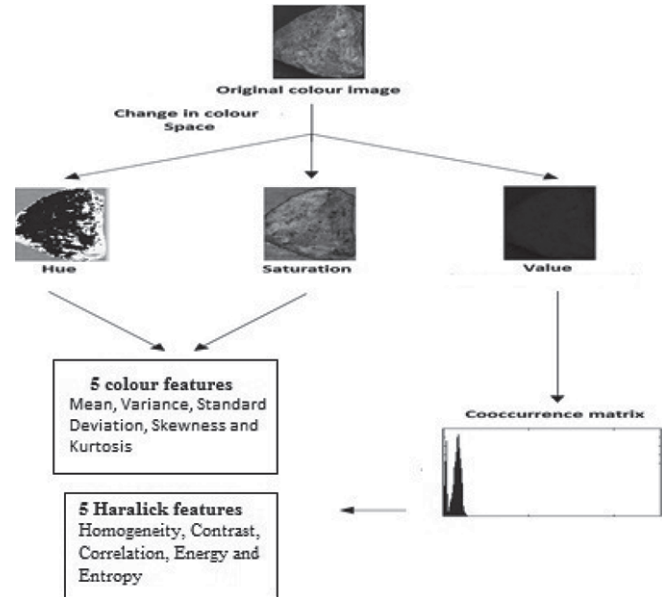 Original colour image
Change in colour
Space
Hue
Saturation
Value
5 colour features
Mean, Variance, Standard
Deviation, Skewness and
Kurtosis
Cooccurrence matrix
5 Haralick features
Homogeneity, Contrast,
Correlation, Energy and
Entropy